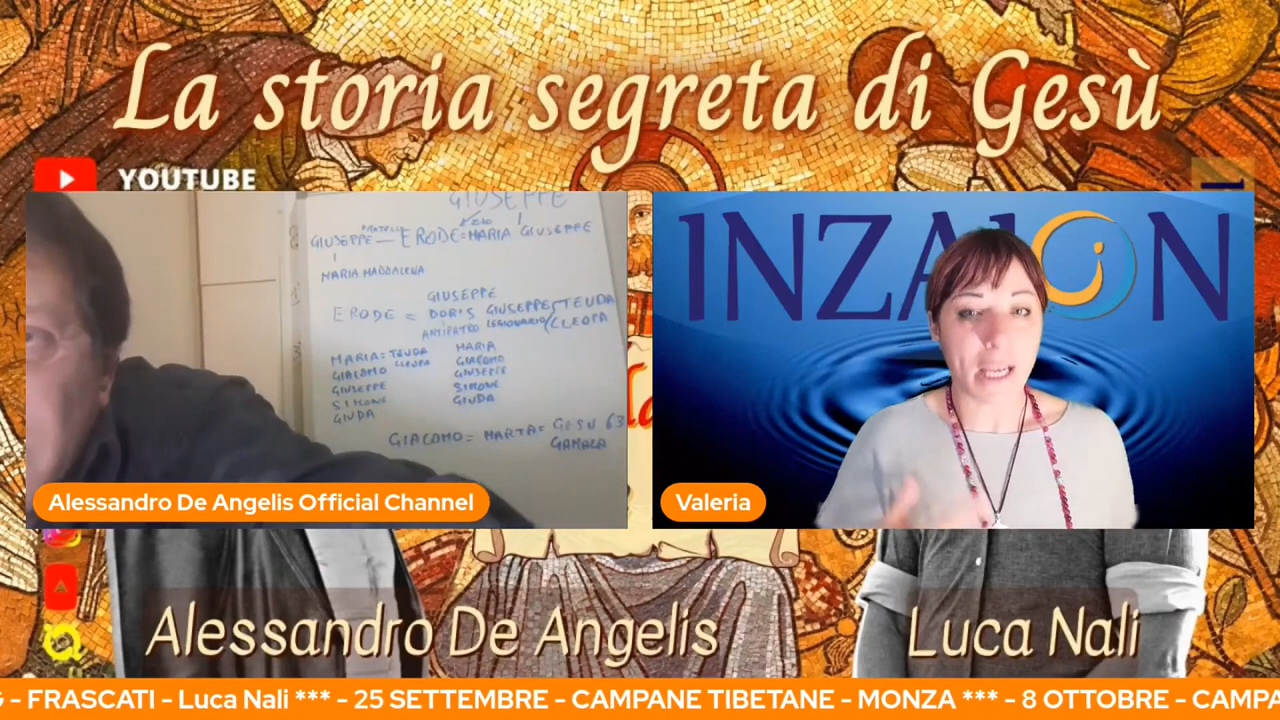 La storia segreta di Gesù
YOUTUBE
GIUSEPPE
FRATELLI
GIUSEPPE — ERODE = MARIA GIUSEPPE
MARIA MADDALENA
GIUSEPPE
ERODE = DORIS GIUSEPPE TEUDA
ANTIPATRO LEGIONARIO CLEOPA
MARIA = TEUDA MARIA
CLEOPA
GIACOMO GIACOMO
GIUSEPPE GIUSEPPE
SIMONE SIMONE
GIUDA GIUDA
GIACOMO = MARTA = GESU 63
GAMALA
INZAION
Alessandro De Angelis Official Channel
Valeria
Alessandro De Angelis
Luca Nali
- FRASCATI - Luca Nali *** - 25 SETTEMBRE - CAMPANE TIBETANE - MONZA *** - 8 OTTOBRE - CAMPA